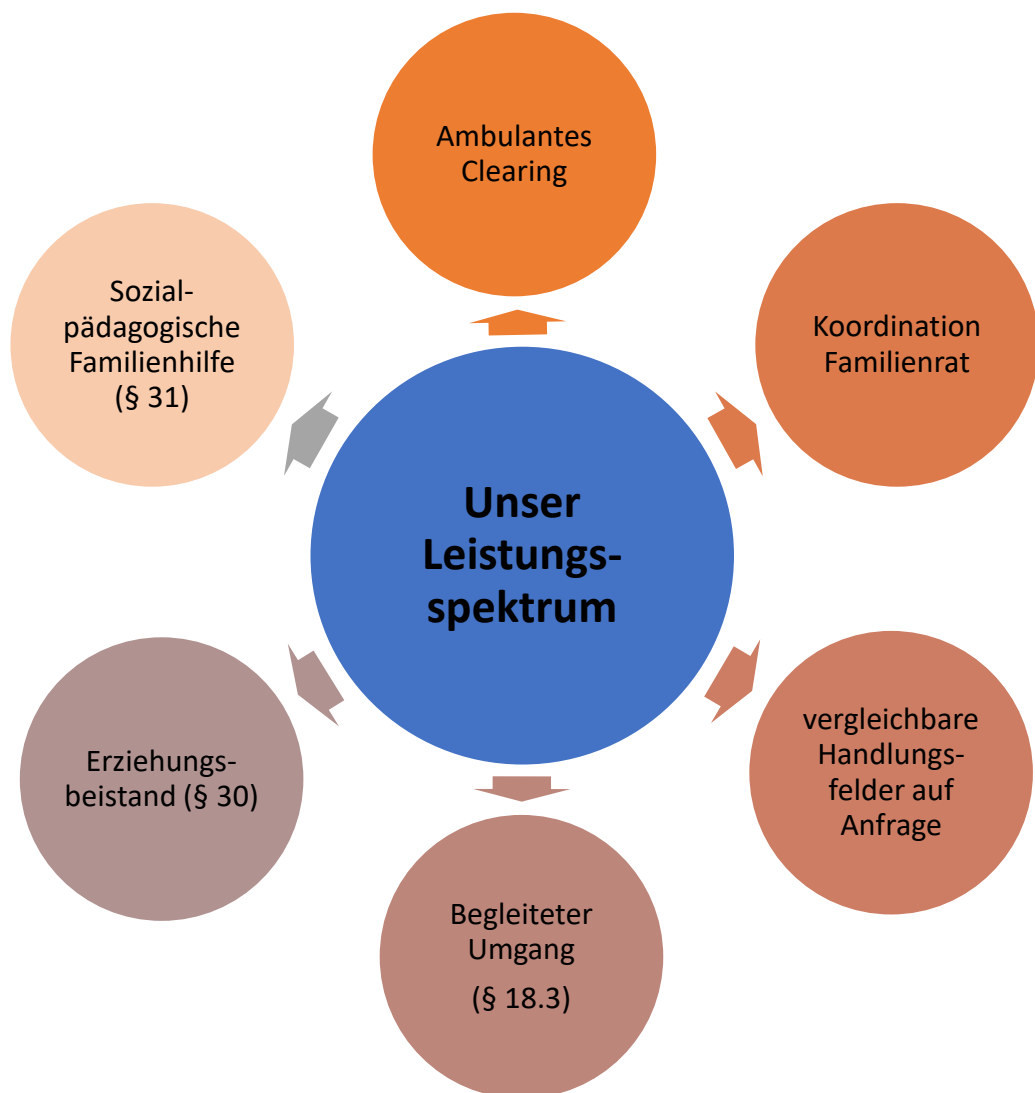 Ambulantes
Clearing
Koordination
Familienrat
vergleichbare
Handlungs-
felder auf
Anfrage
Begleiteter
Umgang
(§ 18.3)
Erziehungs-
beistand (§ 30)
Sozial-
pädagogische
Familienhilfe
(§ 31)
Unser
Leistungs-
spektrum